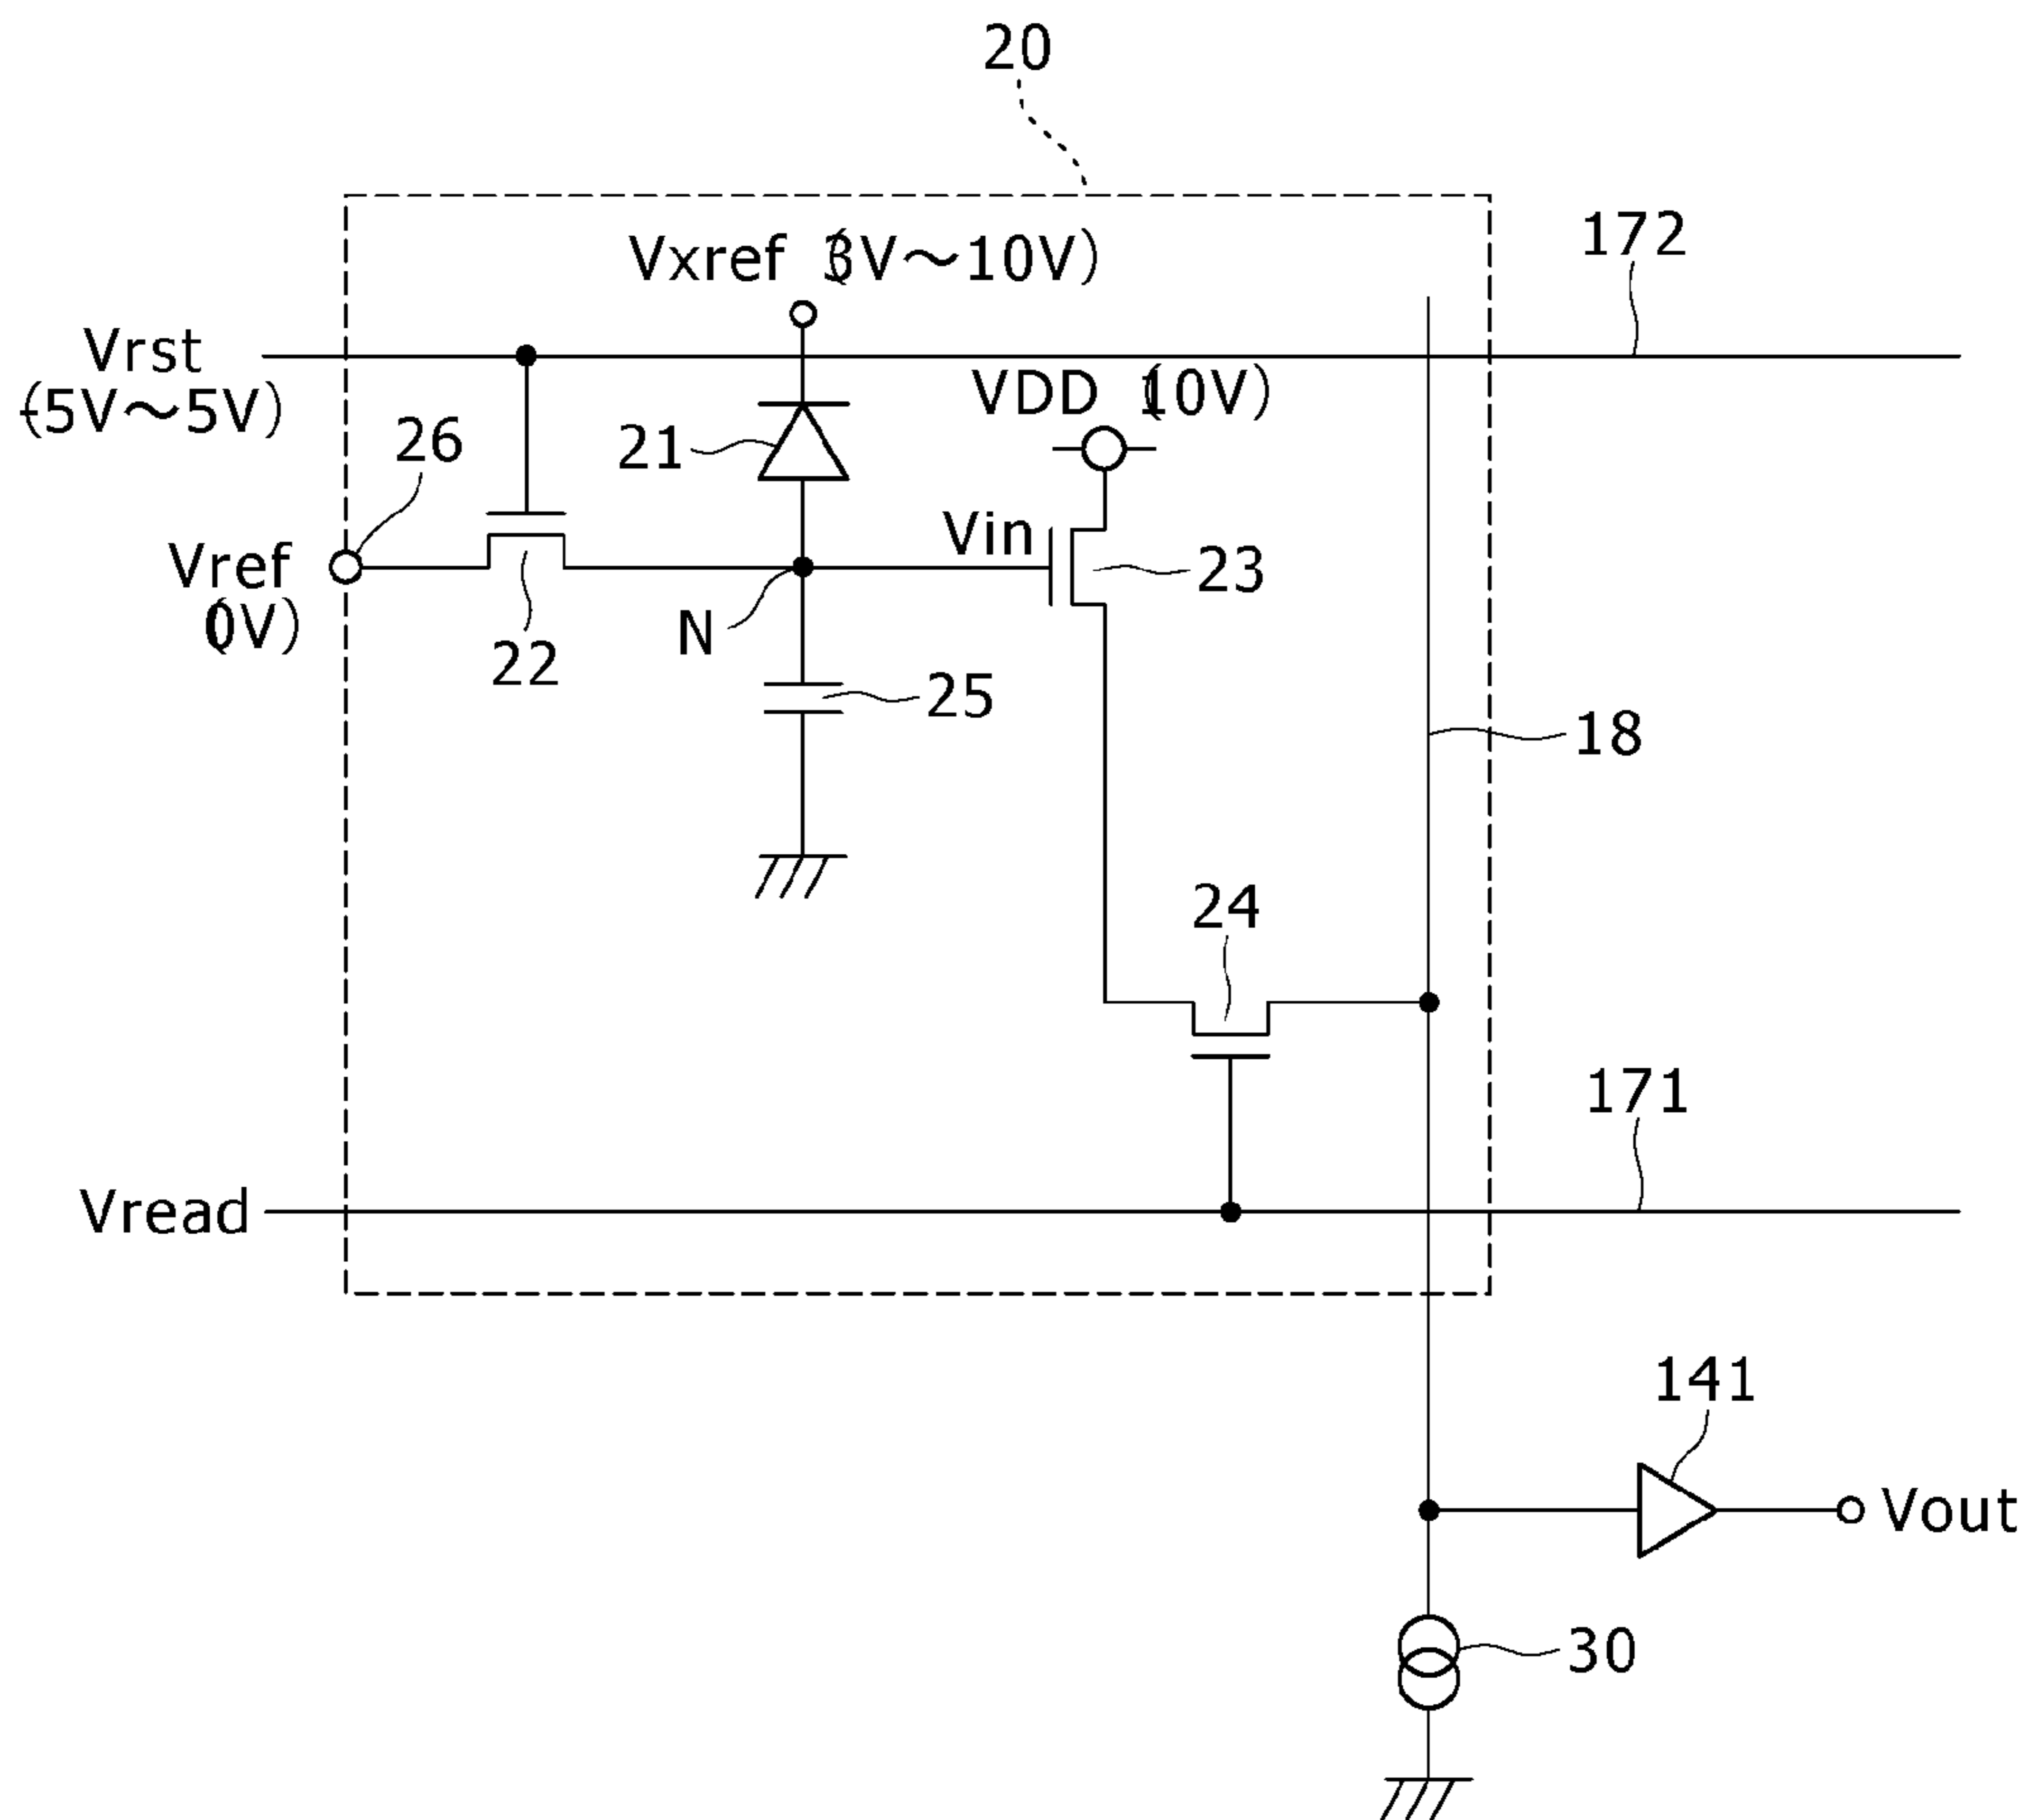 20
172
Vxref (3V～10V)
Vrst
(-5V～5V)
VDD (10V)
26
21
Vin
Vref
(0V)
23
N
22
25
18
24
171
Vread
141
Vout
30